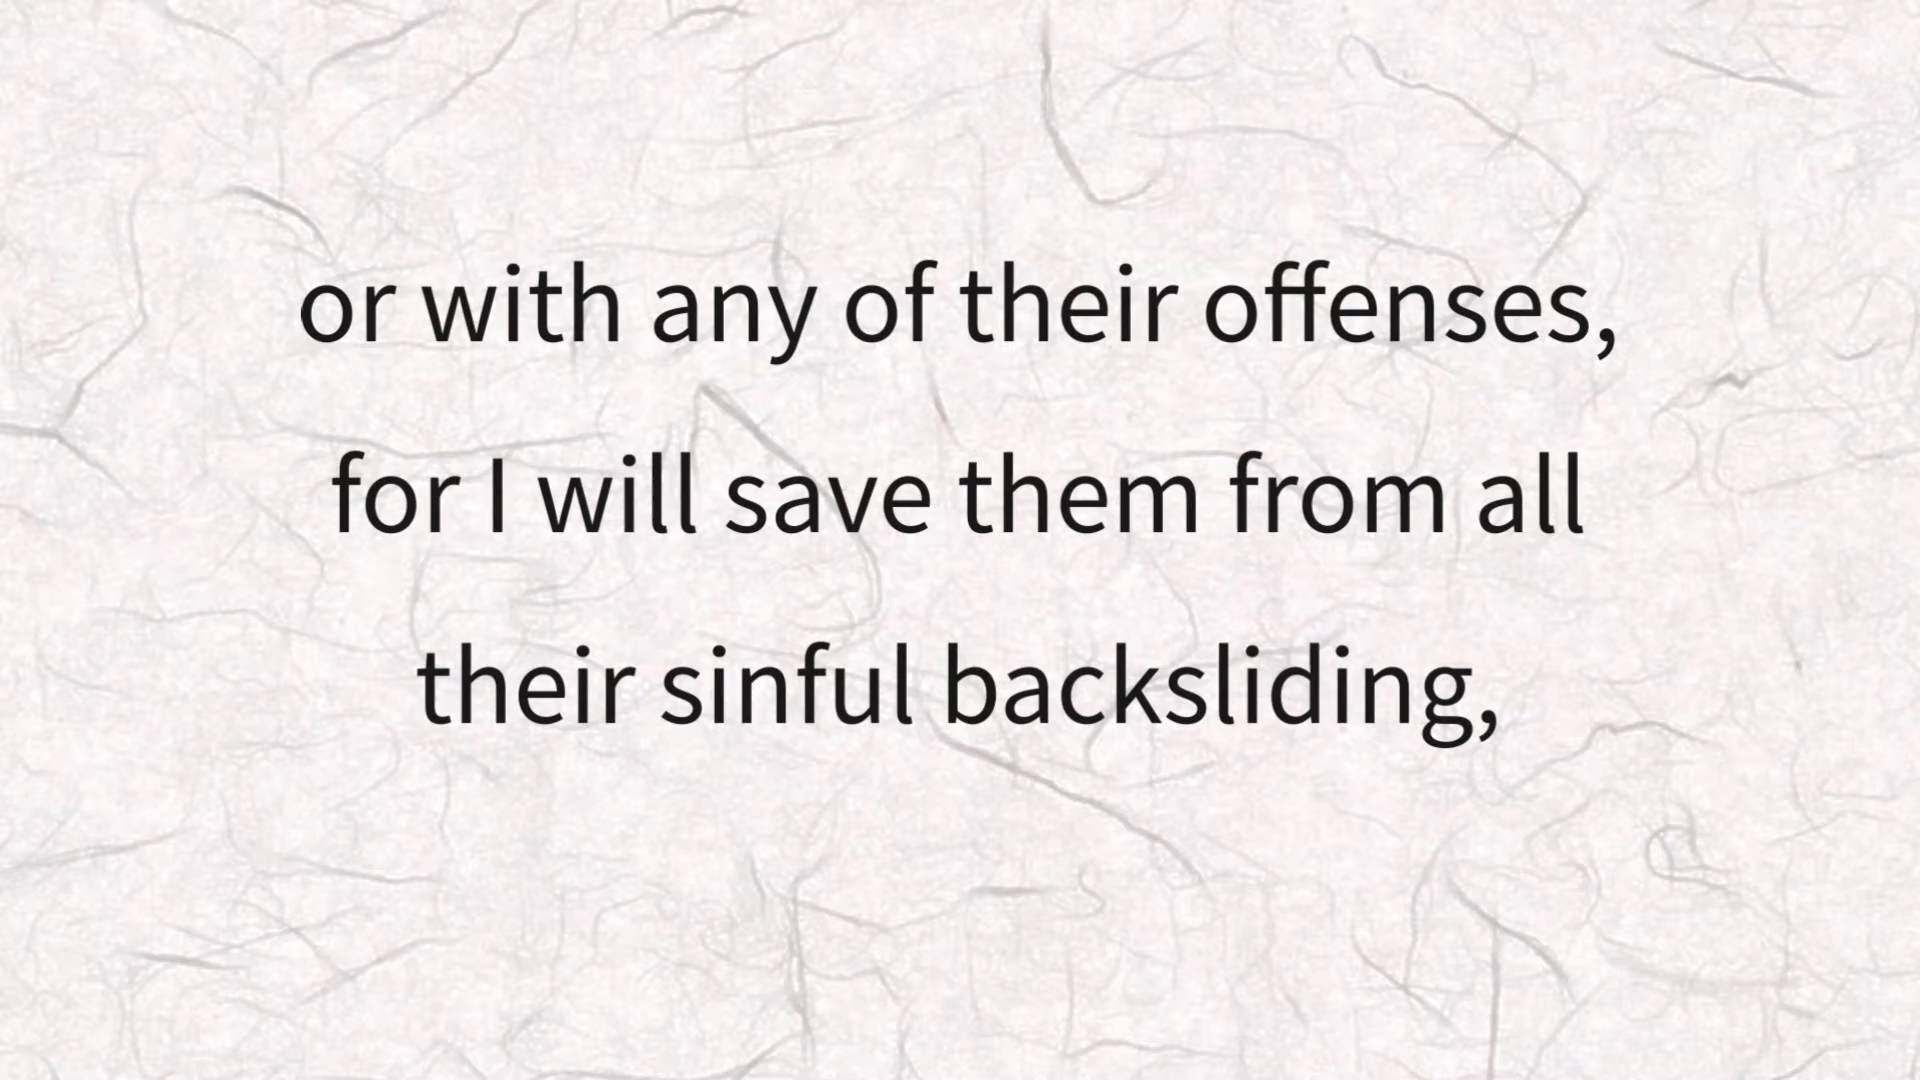 or with any of their offenses,
for I will save them from all
their sinful backsliding,